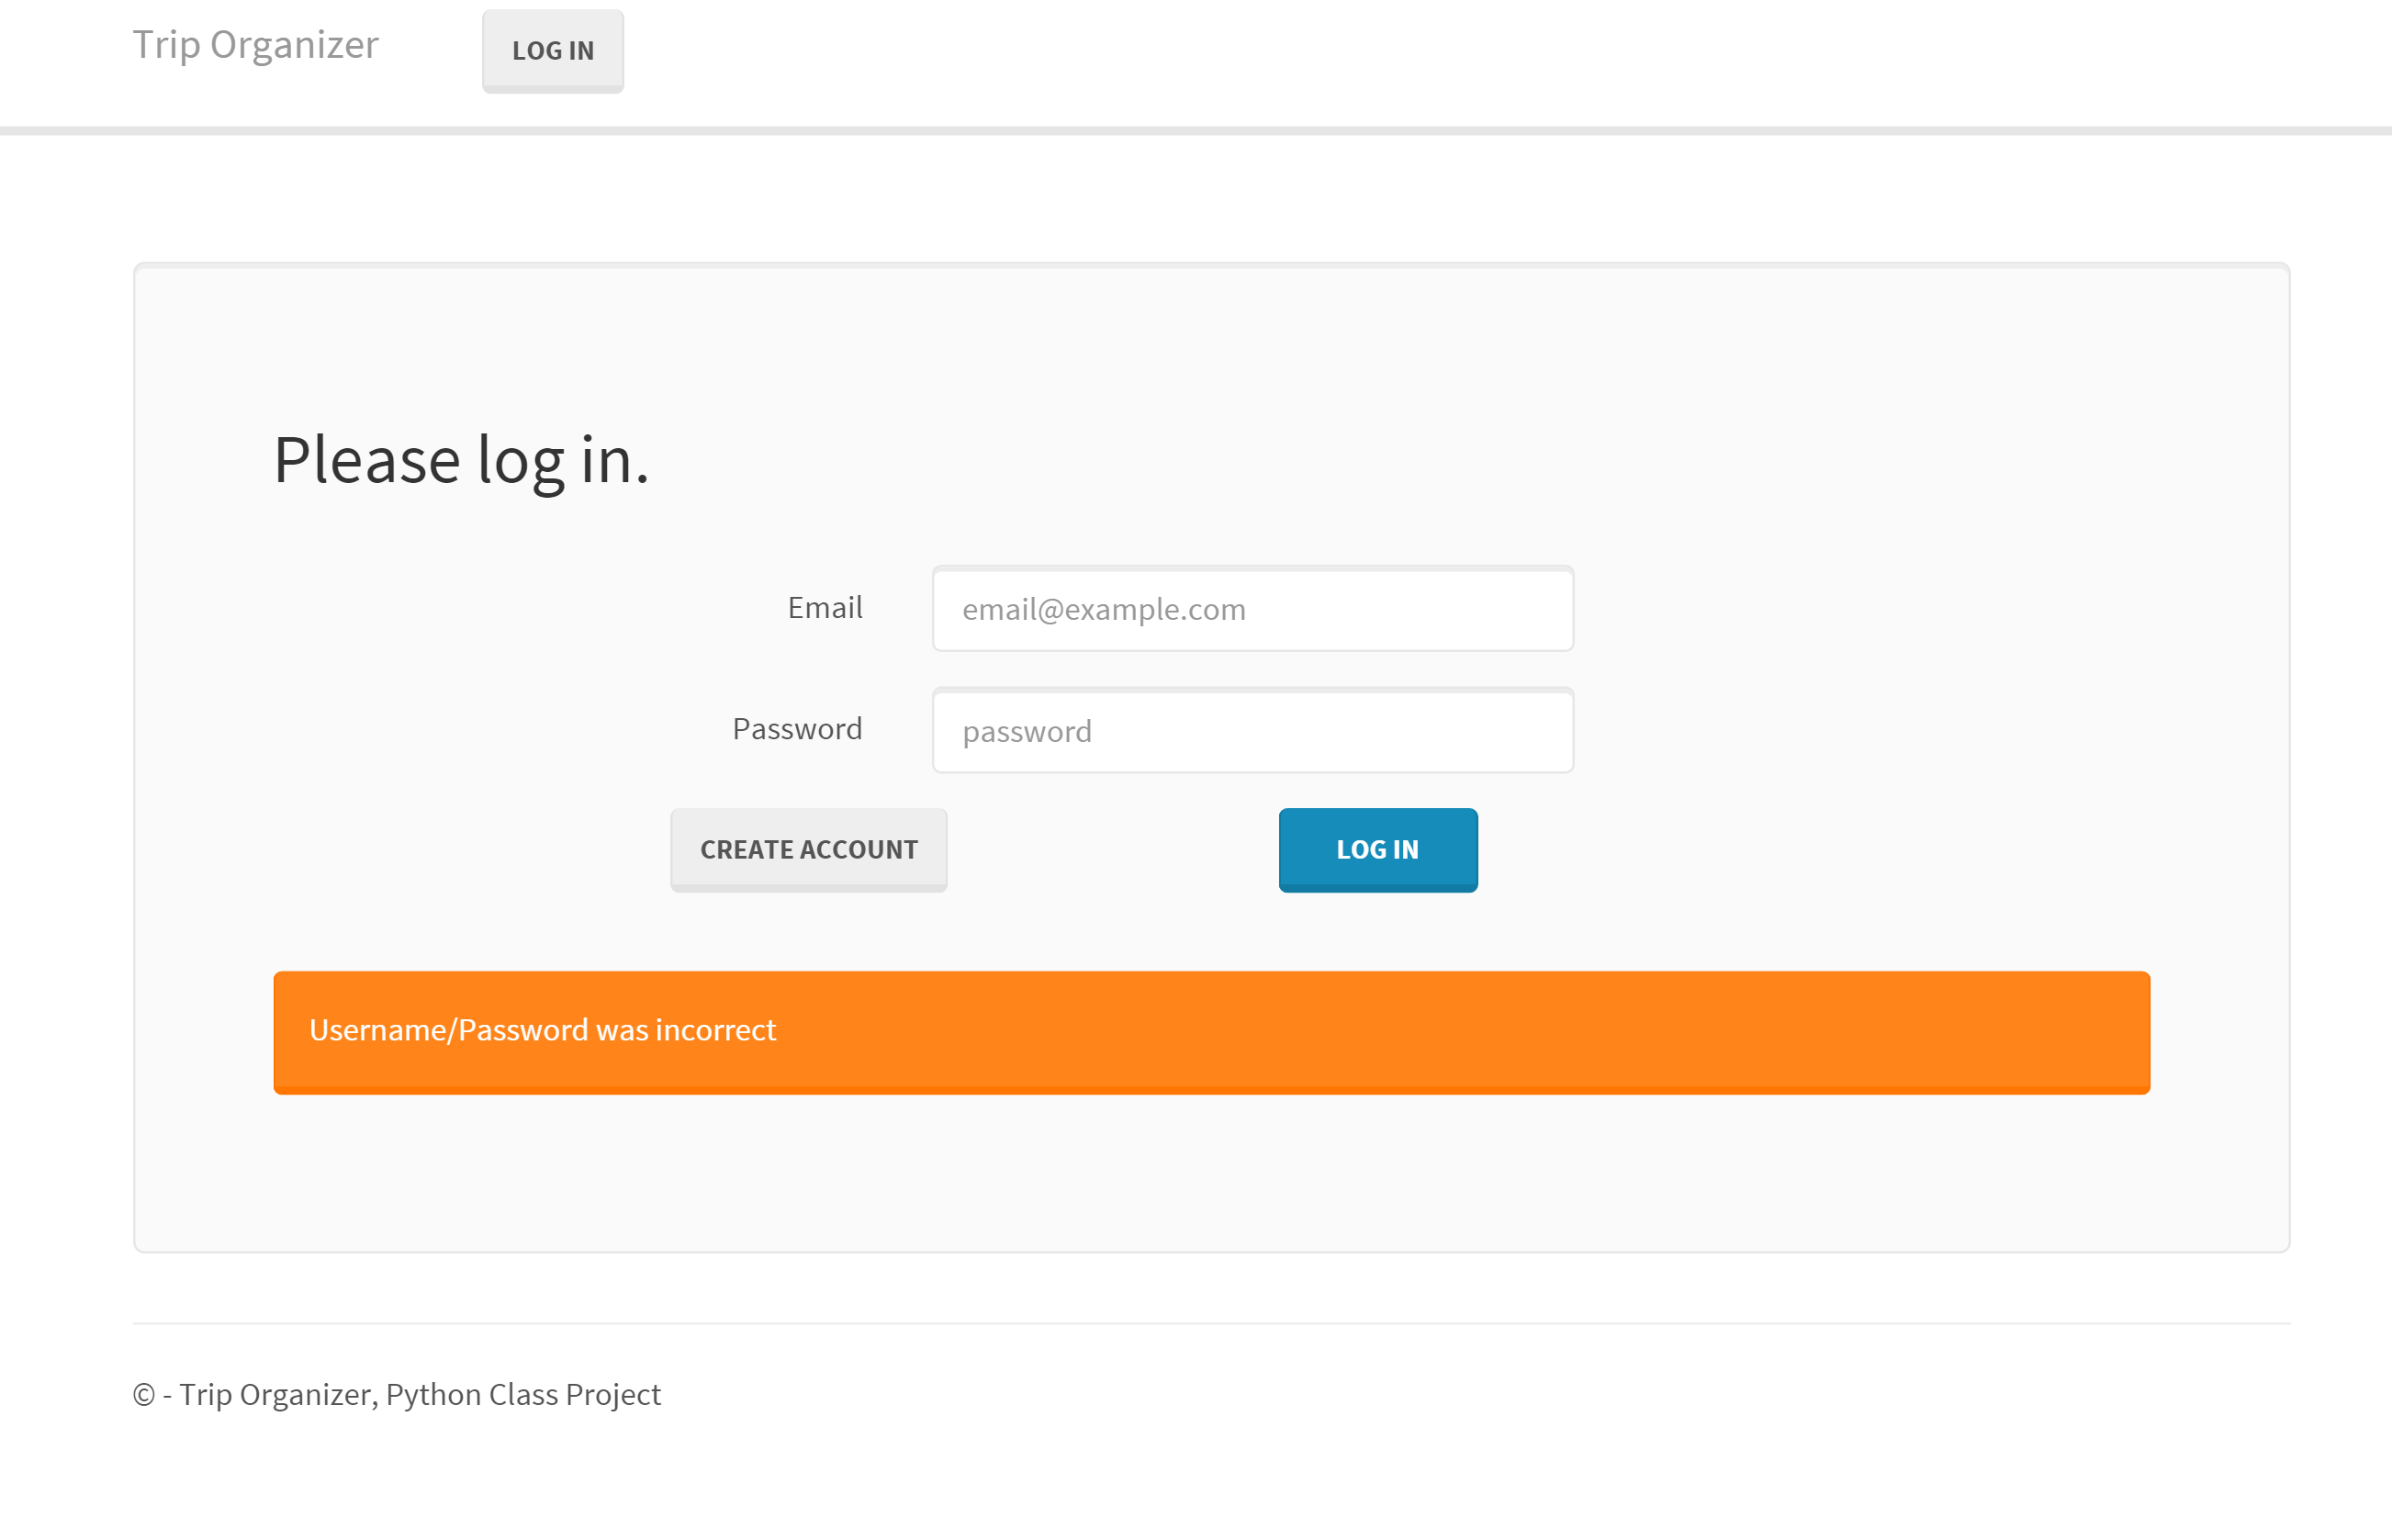 Trip Organizer LOG IN
Please log in.
Email email@example.com
Password password
CREATE ACCOUNT LOG IN
Username/Password was incorrect
© - Trip Organizer, Python Class Project